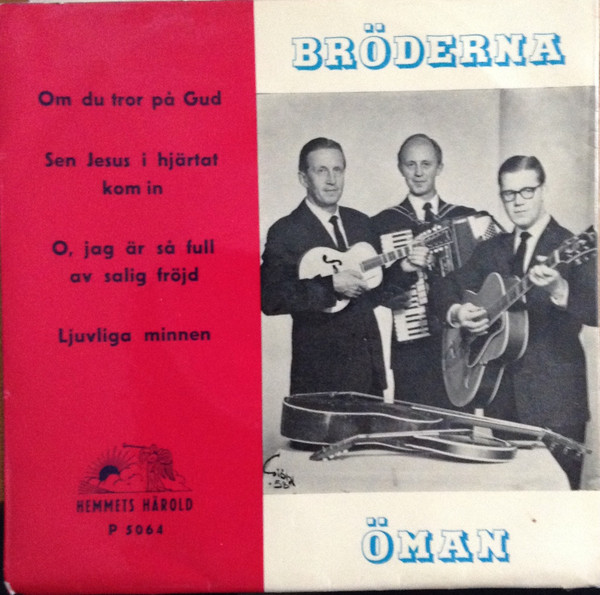 BRÖDERNA
Om du tror på Gud
Sen Jesus i hjärtat
kom in
O, jag är så full
av salig fröjd
Ljuvliga minnen
HEMMETS HÄROLD
P 5064
ÖMAN